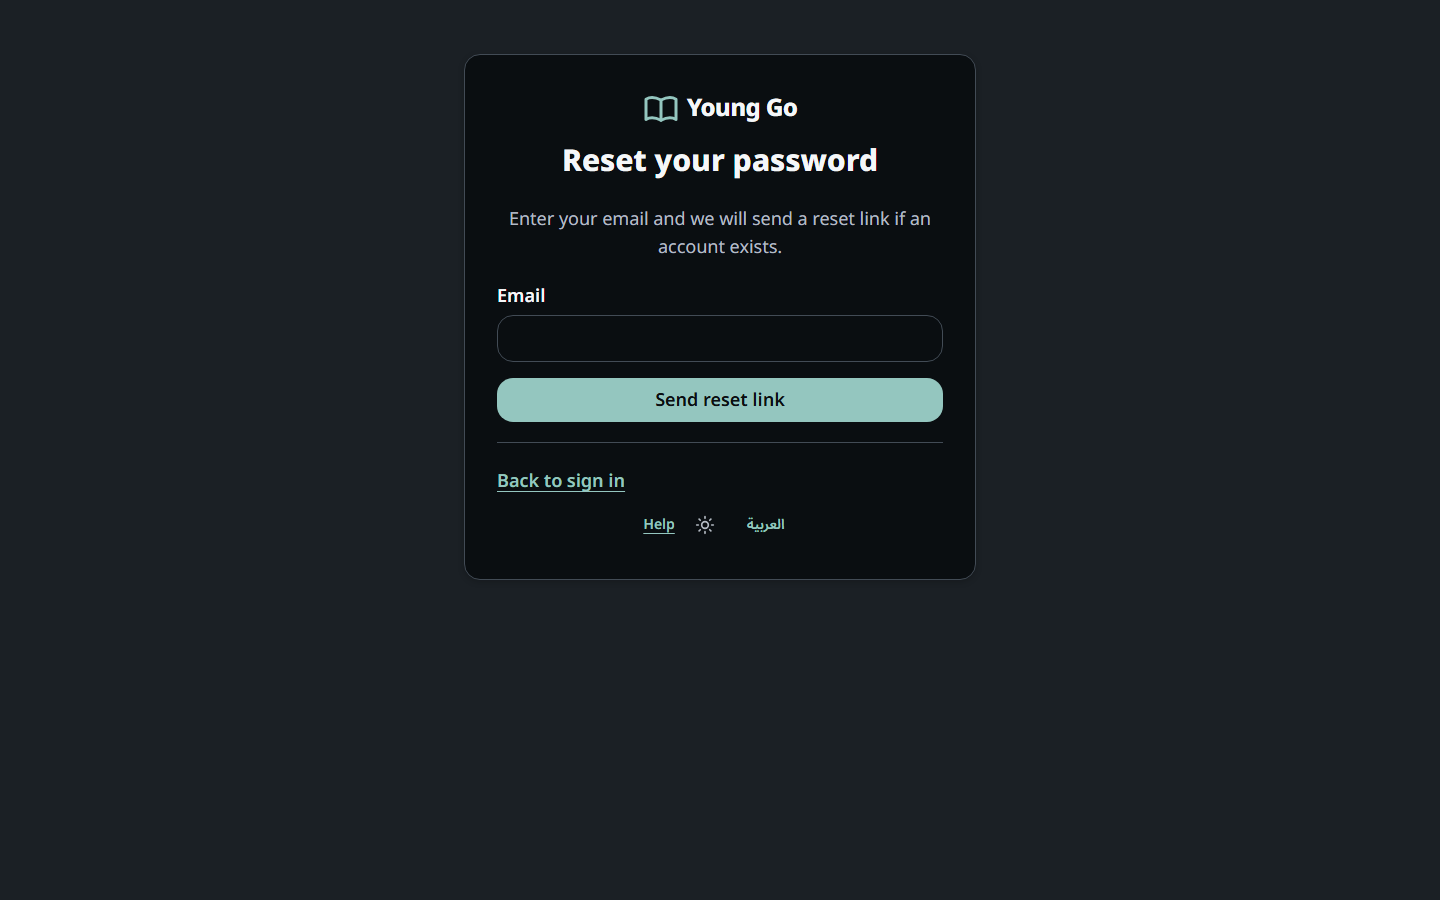 Young Go
Reset your password
Enter your email and we will send a reset link if an
account exists.
Email
Send reset link
Back to sign in
Help
العربية